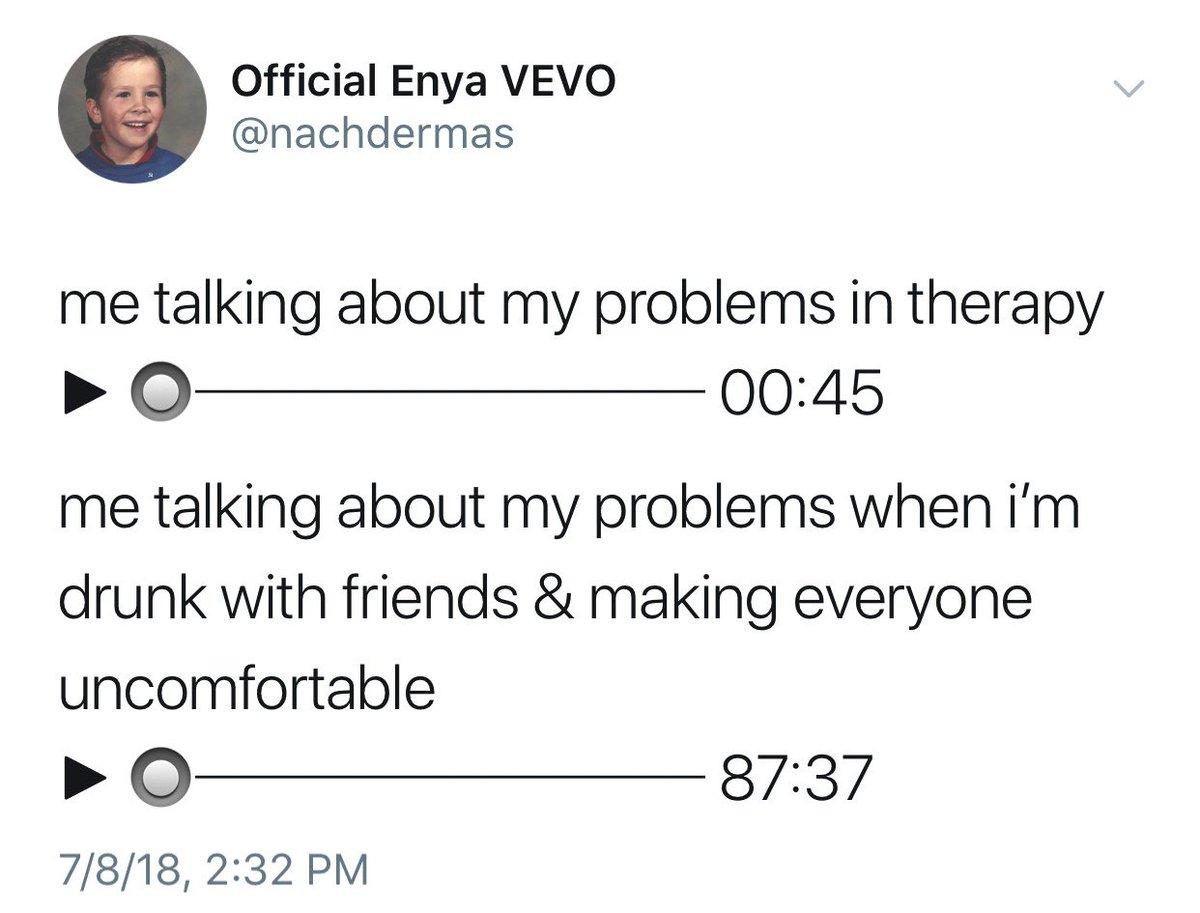 Official Enya VEVO
@nachdermas
me talking about my problems in therapy
▶ 🔘────────── 00:45
me talking about my problems when i’m
drunk with friends & making everyone
uncomfortable
▶ 🔘────────── 87:37
7/8/18, 2:32 PM